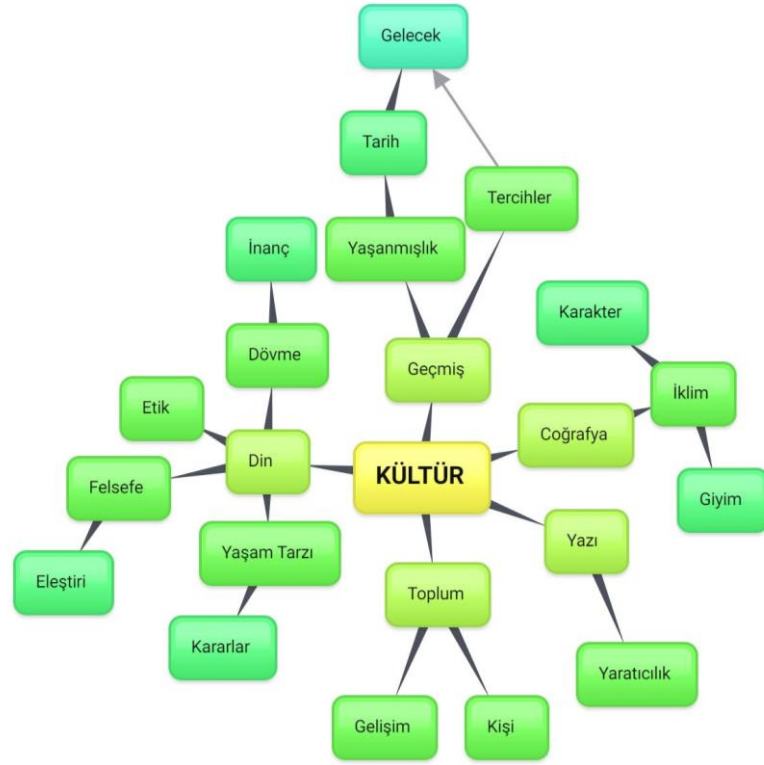 Gelecek
Tarih
Tercihler
İnanç
Yaşanmışlık
Karakter
Dövme
Geçmiş
Etik
İklim
Coğrafya
Din
KÜLTÜR
Felsefe
Giyim
Yazı
Yaşam Tarzı
Eleştiri
Toplum
Kararlar
Yaratıcılık
Gelişim
Kişi